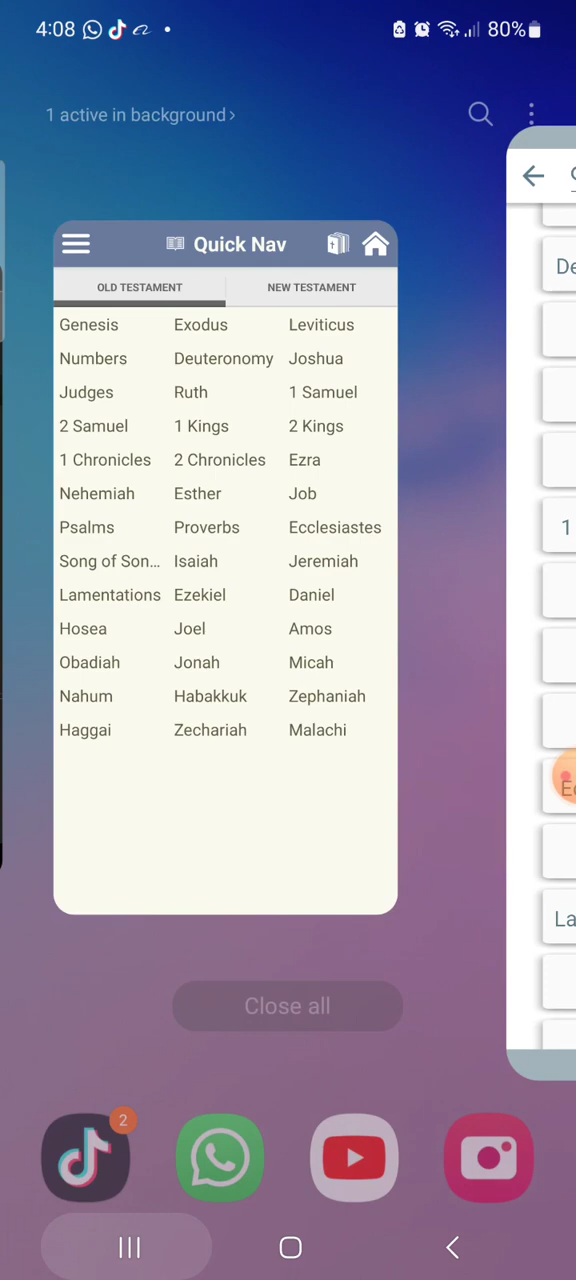 4:08
80%
1 active in background >
Quick Nav
OLD TESTAMENT NEW TESTAMENT
Genesis Exodus Leviticus
Numbers Deuteronomy Joshua
Judges Ruth 1 Samuel
2 Samuel 1 Kings 2 Kings
1 Chronicles 2 Chronicles Ezra
Nehemiah Esther Job
Psalms Proverbs Ecclesiastes
Song of Son... Isaiah Jeremiah
Lamentations Ezekiel Daniel
Hosea Joel Amos
Obadiah Jonah Micah
Nahum Habakkuk Zephaniah
Haggai Zechariah Malachi
De
1
La
Close all
2